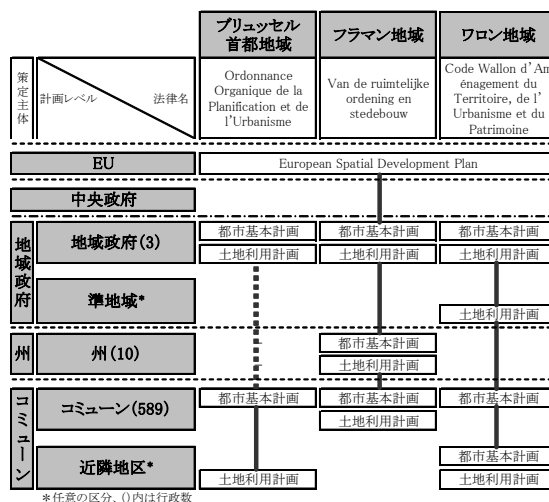 ブリュッセル
首都地域
フラマン地域
ワロン地域
策定主体
計画レベル
法律名
Ordonnance
Organique de la
Planification et de
l'Urbanisme
Van de ruimtelijke
ordening en
stedebouw
Code Wallon d'Am
énagement du
Territoire, de l'
Urbanisme et du
Patrimoine
EU
European Spatial Development Plan
中央政府
地域政府
地域政府(3)
都市基本計画
都市基本計画
都市基本計画
土地利用計画
土地利用計画
土地利用計画
準地域*
土地利用計画
州
州(10)
都市基本計画
土地利用計画
コミューン
コミューン(589)
都市基本計画
都市基本計画
都市基本計画
土地利用計画
近隣地区*
都市基本計画
土地利用計画
土地利用計画
*任意の区分、()内は行政数